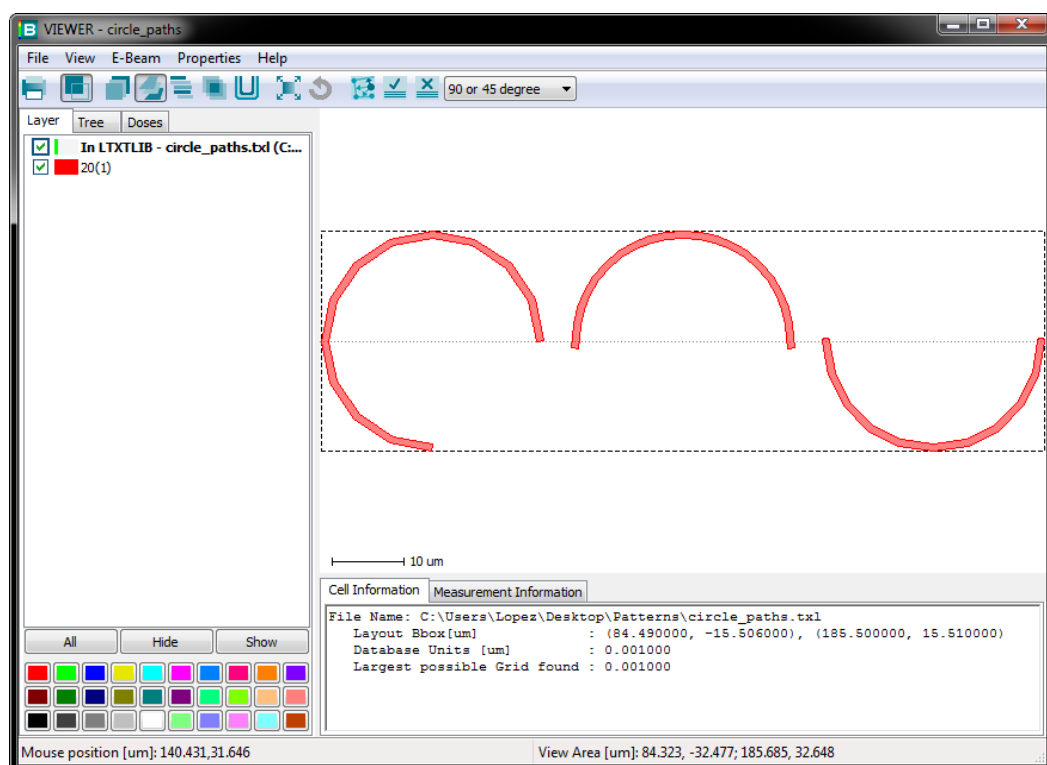 B VIEWER - circle_paths
File View E-Beam Properties Help
90 or 45 degree
Layer Tree Doses
In LTXTLIB - circle_paths.txl (C:...
20(1)
10 um
Cell Information Measurement Information
File Name: C:\Users\Lopez\Desktop\Patterns\circle_paths.txl
Layout Bbox[um] : (84.490000, -15.506000), (185.500000, 15.510000)
Database Units [um] : 0.001000
Largest possible Grid found : 0.001000
All Hide Show
Mouse position [um]: 140.431,31.646 View Area [um]: 84.323, -32.477; 185.685, 32.648